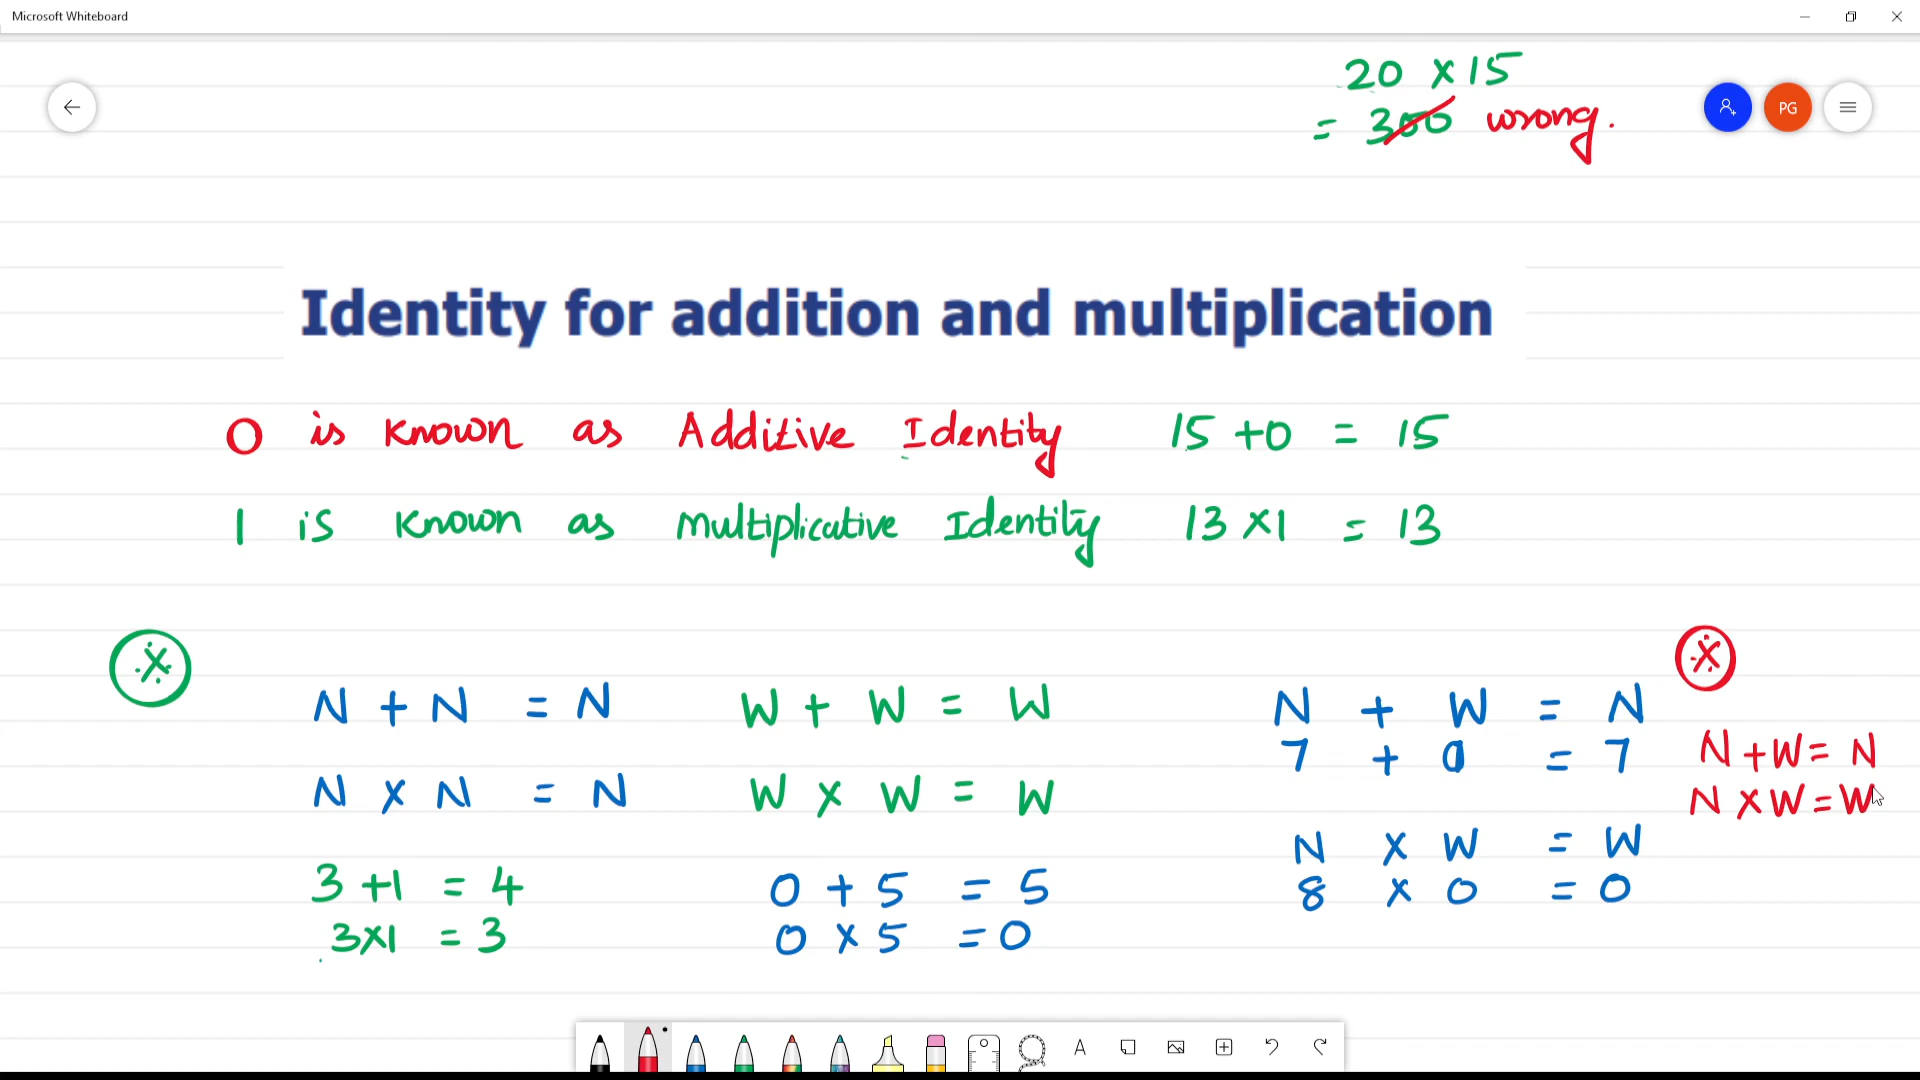 Microsoft Whiteboard
20 x 15
= 300 wrong.
PG
Identity for addition and multiplication
0 is known as Additive Identity 15 + 0 = 15
1 is known as multiplicative Identity 13 x 1 = 13
N + N = N W + W = W N + W = N
7 + 0 = 7 N + W = N
N x N = N W x W = W N x W = W
N x W = W
3 + 1 = 4 0 + 5 = 5 8 x 0 = 0
3 x 1 = 3 0 x 5 = 0
A